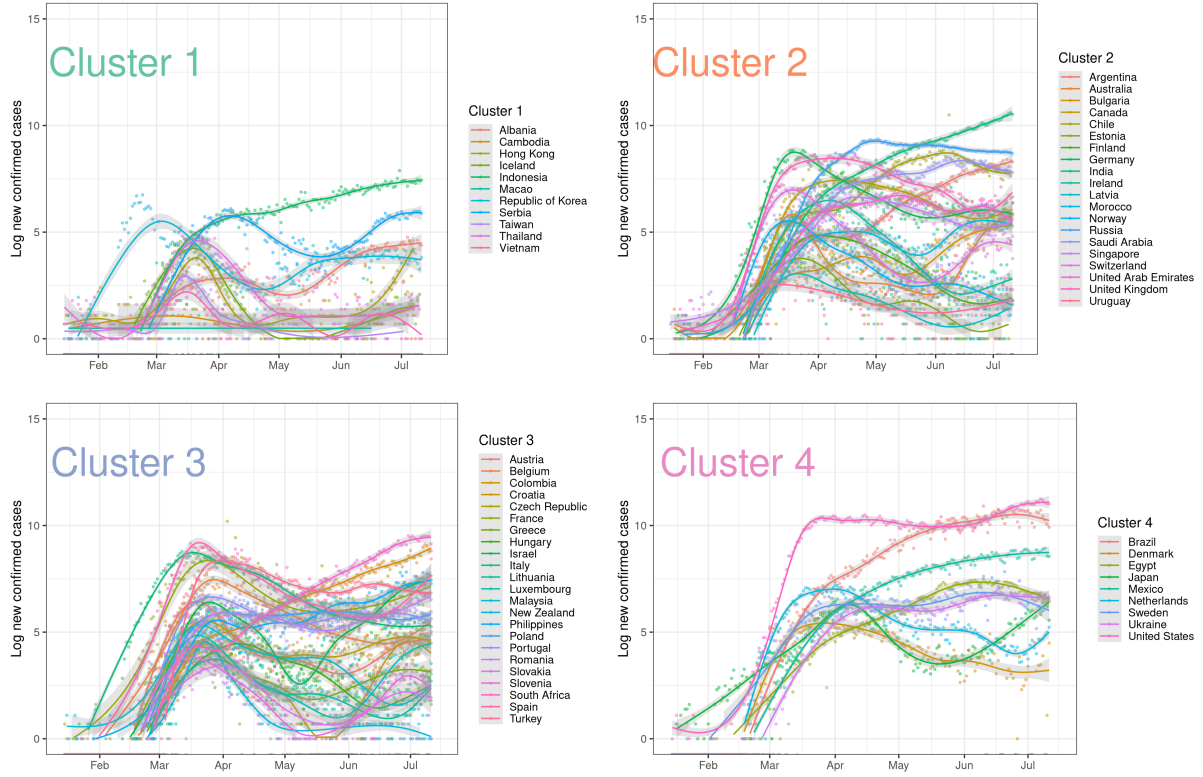 Cluster 1
Log new confirmed cases
15
10
5
0
Feb Mar Apr May Jun Jul
Cluster 1
Albania
Cambodia
Hong Kong
Iceland
Indonesia
Macao
Republic of Korea
Serbia
Taiwan
Thailand
Vietnam
Cluster 2
Log new confirmed cases
15
10
5
0
Feb Mar Apr May Jun Jul
Cluster 2
Argentina
Australia
Bulgaria
Canada
Chile
Estonia
Finland
Germany
India
Ireland
Latvia
Morocco
Norway
Russia
Saudi Arabia
Singapore
Switzerland
United Arab Emirates
United Kingdom
Uruguay
Cluster 3
Log new confirmed cases
15
10
5
0
Feb Mar Apr May Jun Jul
Cluster 3
Austria
Belgium
Colombia
Croatia
Czech Republic
France
Greece
Hungary
Israel
Italy
Lithuania
Luxembourg
Malaysia
New Zealand
Philippines
Poland
Portugal
Romania
Slovakia
Slovenia
South Africa
Spain
Turkey
Cluster 4
Log new confirmed cases
15
10
5
0
Feb Mar Apr May Jun Jul
Cluster 4
Brazil
Denmark
Egypt
Japan
Mexico
Netherlands
Sweden
Ukraine
United States